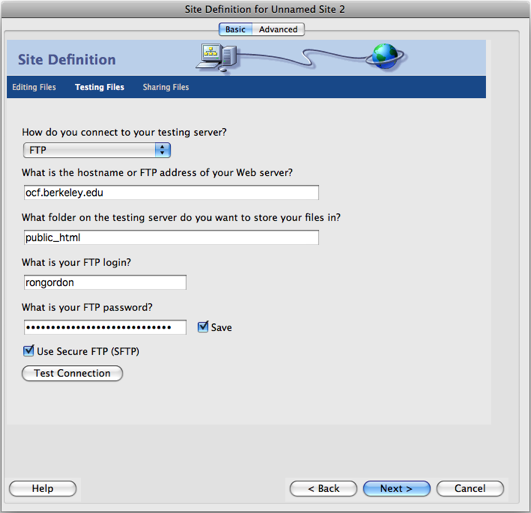 Site Definition for Unnamed Site 2
Basic Advanced
Site Definition
Editing Files Testing Files Sharing Files
How do you connect to your testing server?
FTP
What is the hostname or FTP address of your Web server?
ocf.berkeley.edu
What folder on the testing server do you want to store your files in?
public_html
What is your FTP login?
rongordon
What is your FTP password?
••••••••••••••••••••••••••••• Save
Use Secure FTP (SFTP)
Test Connection
Help < Back Next > Cancel